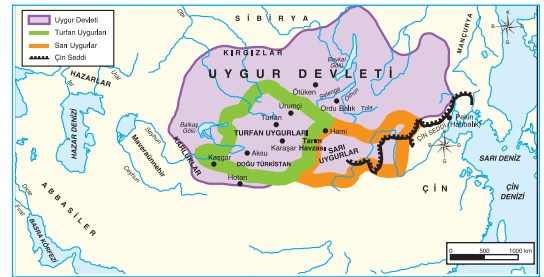 Uygur Devleti
Turfan Uygurları
Sarı Uygurlar
Çin Seddi
SİBİRYA
MANÇURYA
KIRGIZLAR
Baykal
Gölü
UYGUR DEVLETİ
HAZARLAR
Ural
Ötüken
Selenga
Orhun
Ordu Balık
Tola
Urumçi
Turfan
Balkaş
Gölü
TURFAN UYGURLARI
Hami
Pekin
(Hanbalık)
ÇİN SEDDİ
HAZAR DENİZİ
Seyhun
Maveraünnehir
KARLUKLAR
Karaşar
Tarım
Havzası
Aksu
SARI
UYGURLAR
SARI DENİZ
Kaşgar
DOĞU TÜRKİSTAN
Ceyhun
Hotan
ÇİN
ÇİN
DENİZİ
Dicle
Fırat
ABBASİLER
BASRA KÖRFEZİ
0 500 1000 km